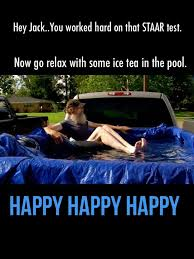 Hey Jack..You worked hard on that STAAR test.
Now go relax with some ice tea in the pool.
HAPPY HAPPY HAPPY